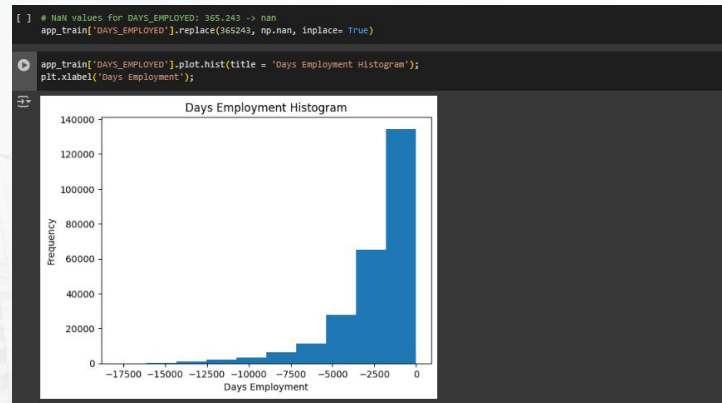 [ ] # NaN values for DAYS_EMPLOYED: 365.243 -> nan
app_train['DAYS_EMPLOYED'].replace(365243, np.nan, inplace= True)
app_train['DAYS_EMPLOYED'].plot.hist(title = 'Days Employment Histogram');
plt.xlabel('Days Employment');
Days Employment Histogram
140000
120000
100000
80000
60000
40000
20000
0
Frequency
−17500 −15000 −12500 −10000 −7500 −5000 −2500 0
Days Employment